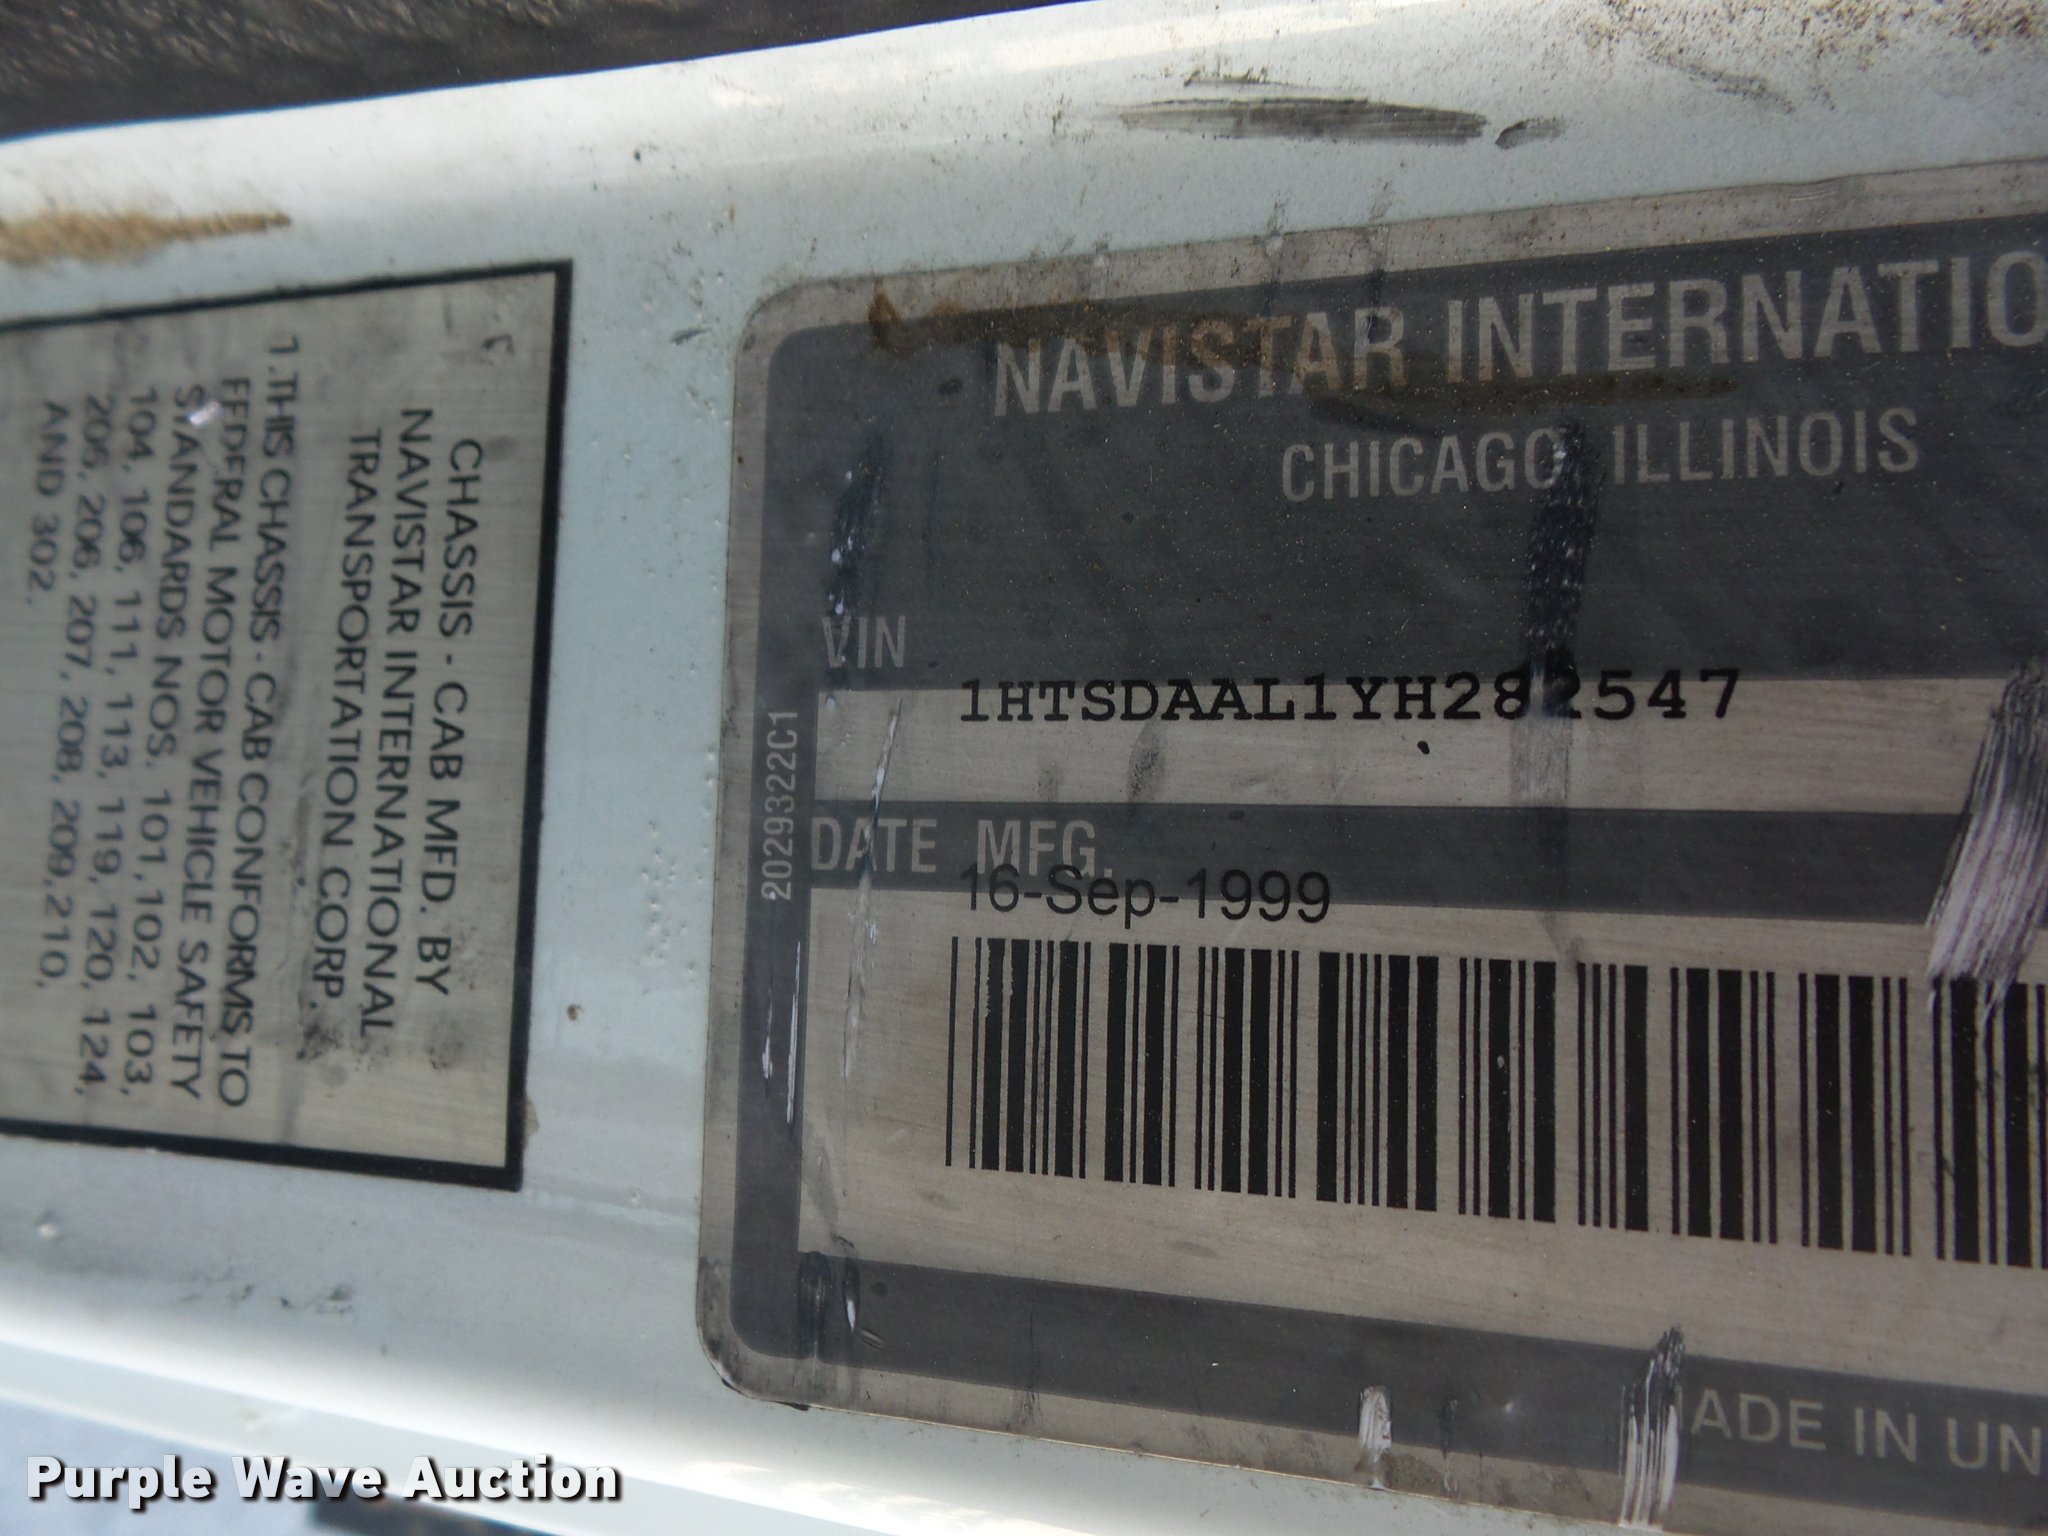 CHASSIS - CAB MFD. BY
NAVISTAR INTERNATIONAL
TRANSPORTATION CORP.
1. THIS CHASSIS - CAB CONFORMS TO
FEDERAL MOTOR VEHICLE SAFETY
STANDARDS NOS. 101, 102, 103,
104, 106, 111, 113, 119, 120, 124,
205, 206, 207, 208, 209, 210,
AND 302.
NAVISTAR INTERNATIO
CHICAGO, ILLINOIS
VIN
1HTSDAAL1YH282547
DATE MFG.
16-Sep-1999
2029322C1
ADE IN UN
Purple Wave Auction